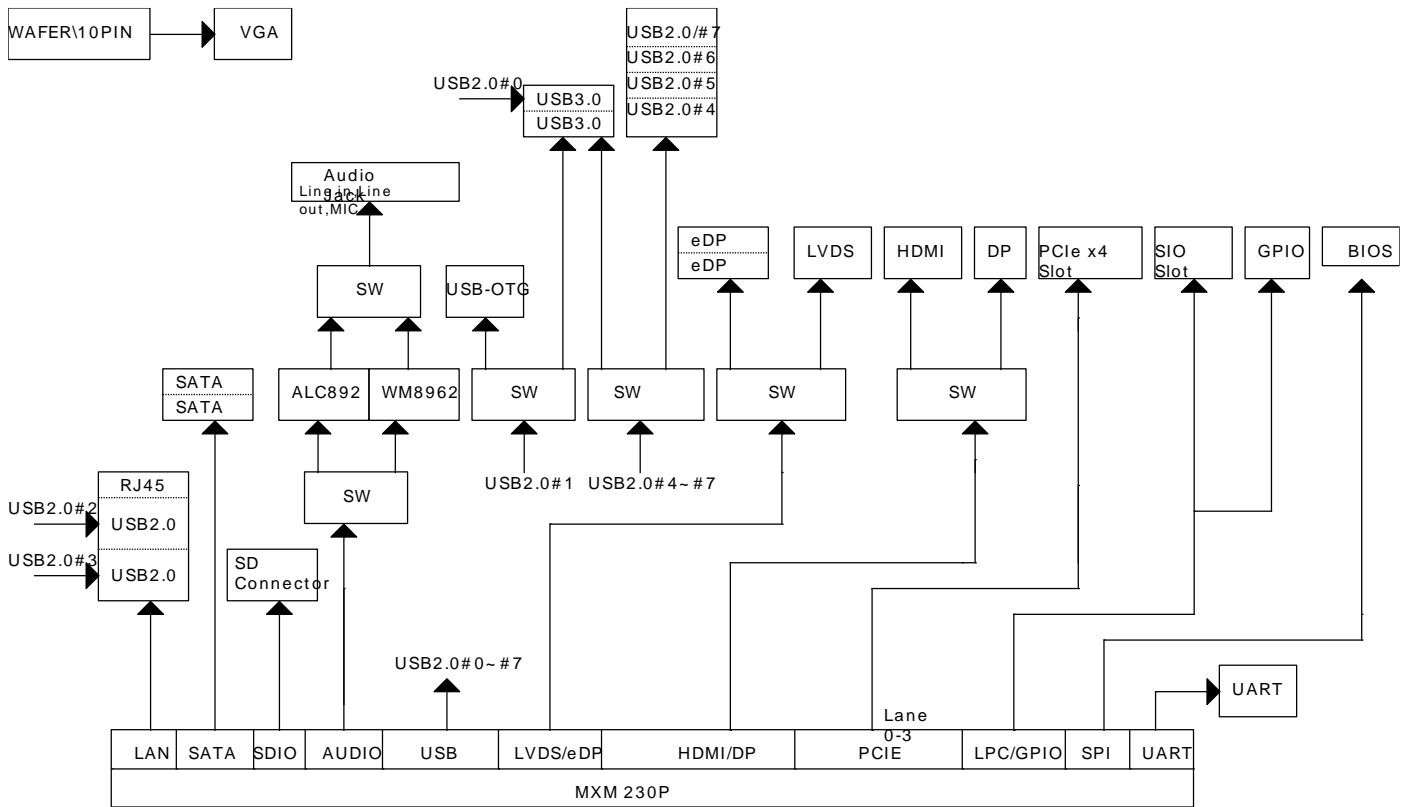 WAFER\10PIN
VGA
USB2.0/#7
USB2.0#6
USB2.0#5
USB2.0#4
USB2.0#0
USB3.0
USB3.0
Audio
Jack
Line in Line
out,MIC
eDP
eDP
LVDS
HDMI
DP
PCIe x4
Slot
SIO
Slot
GPIO
BIOS
SW
USB-OTG
SATA
SATA
ALC892
WM8962
SW
SW
SW
SW
RJ45
USB2.0
USB2.0
USB2.0#2
USB2.0#3
SW
USB2.0#1
USB2.0#4~#7
SD
Connector
USB2.0#0~#7
UART
Lane
0-3
LAN
SATA
SDIO
AUDIO
USB
LVDS/eDP
HDMI/DP
PCIE
LPC/GPIO
SPI
UART
MXM 230P